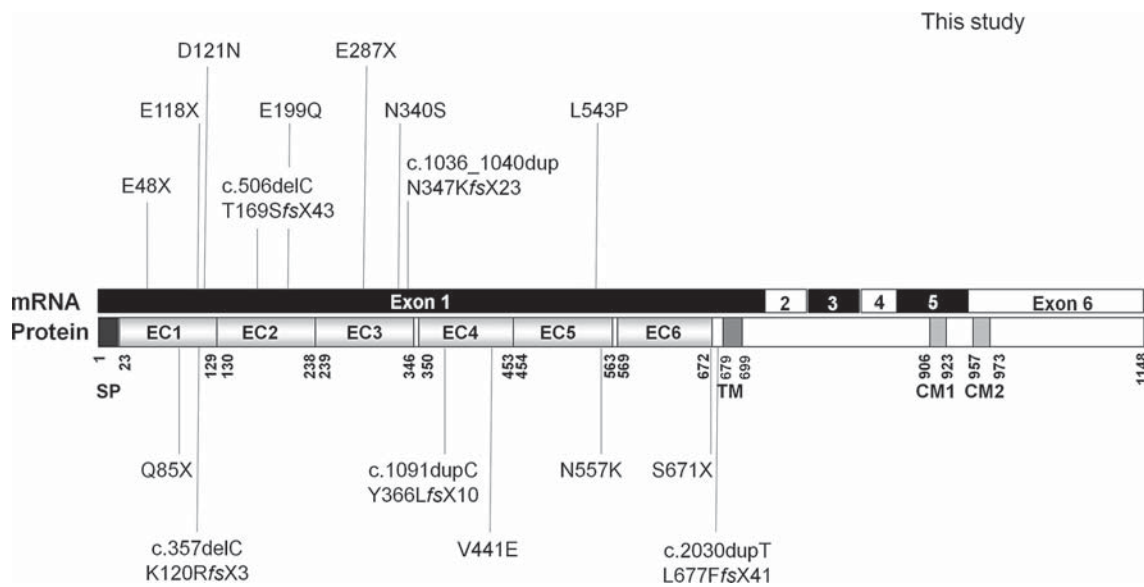 This study
D121N
E287X
E118X
E199Q
N340S
L543P
c.1036_1040dup
N347KfsX23
E48X
c.506delC
T169SfsX43
mRNA
Exon 1
2
3
4
5
Exon 6
Protein
EC1
EC2
EC3
EC4
EC5
EC6
1
23
129
130
238
239
346
350
453
454
563
569
672
679
699
906
923
957
973
1148
SP
TM
CM1
CM2
Q85X
c.1091dupC
Y366LfsX10
N557K
S671X
c.357delC
K120RfsX3
V441E
c.2030dupT
L677FfsX41